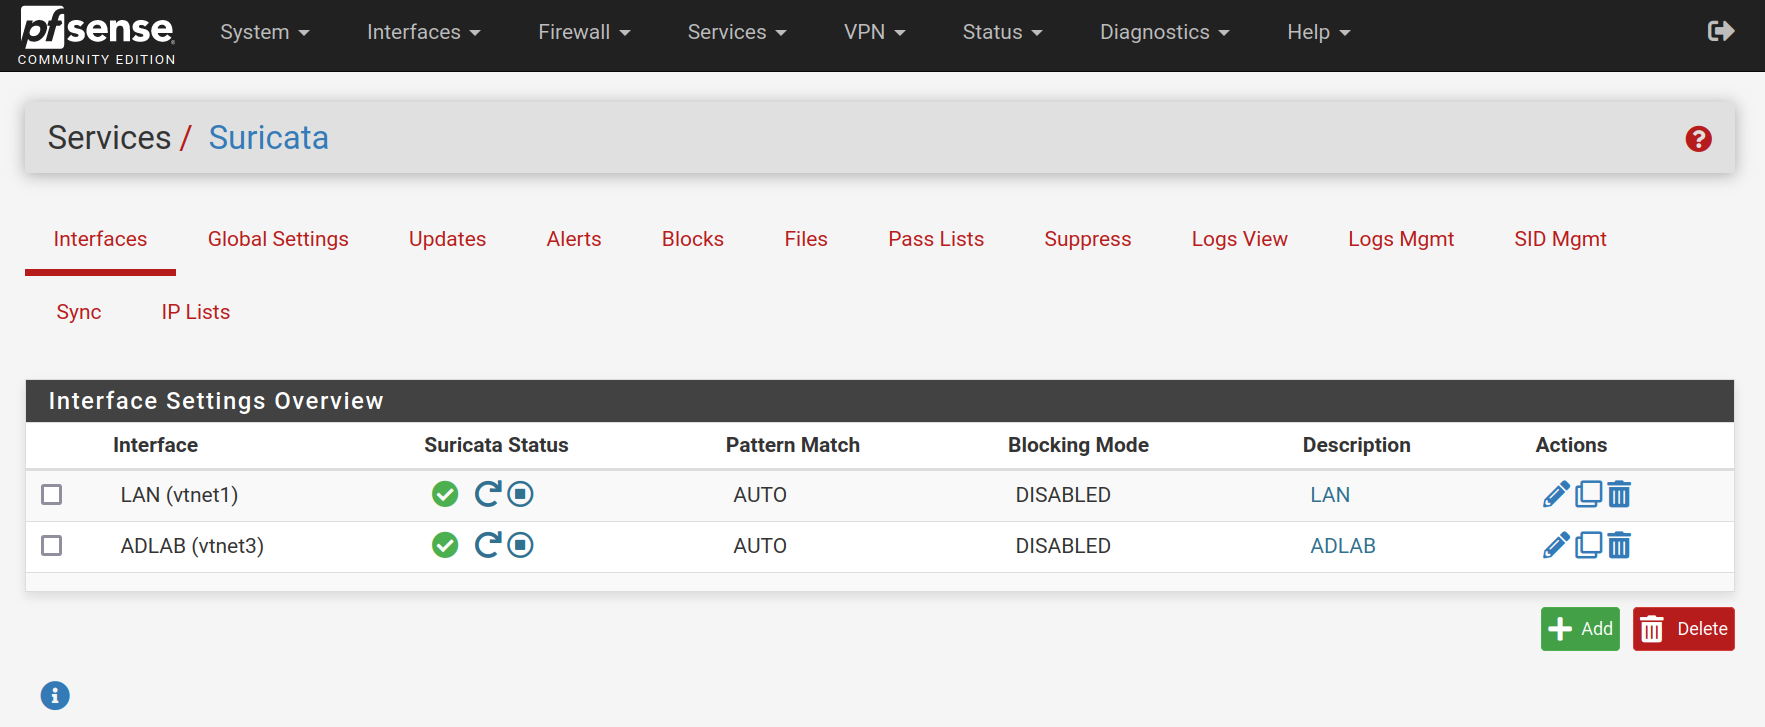 pfsense
COMMUNITY EDITION
System Interfaces Firewall Services VPN Status Diagnostics Help
Services / Suricata
Interfaces Global Settings Updates Alerts Blocks Files Pass Lists Suppress Logs View Logs Mgmt SID Mgmt
Sync IP Lists
Interface Settings Overview
Interface Suricata Status Pattern Match Blocking Mode Description Actions
LAN (vtnet1) AUTO DISABLED LAN
ADLAB (vtnet3) AUTO DISABLED ADLAB
Add Delete